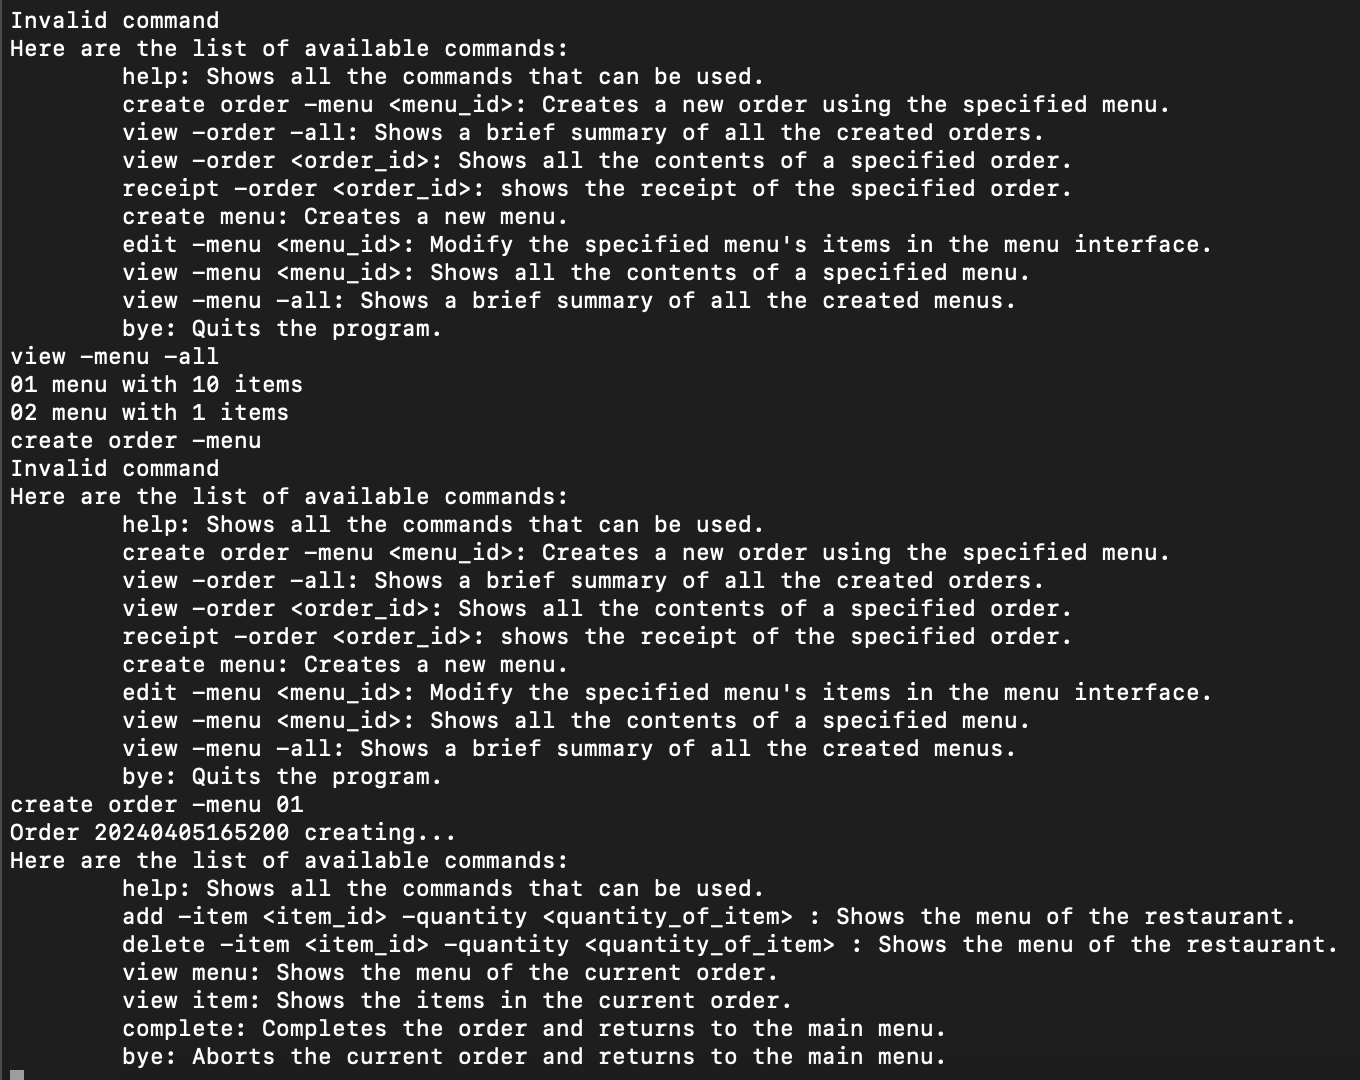 Invalid command
Here are the list of available commands:
help: Shows all the commands that can be used.
create order -menu <menu_id>: Creates a new order using the specified menu.
view -order -all: Shows a brief summary of all the created orders.
view -order <order_id>: Shows all the contents of a specified order.
receipt -order <order_id>: shows the receipt of the specified order.
create menu: Creates a new menu.
edit -menu <menu_id>: Modify the specified menu's items in the menu interface.
view -menu <menu_id>: Shows all the contents of a specified menu.
view -menu -all: Shows a brief summary of all the created menus.
bye: Quits the program.
view -menu -all
01 menu with 10 items
02 menu with 1 items
create order -menu
Invalid command
Here are the list of available commands:
help: Shows all the commands that can be used.
create order -menu <menu_id>: Creates a new order using the specified menu.
view -order -all: Shows a brief summary of all the created orders.
view -order <order_id>: Shows all the contents of a specified order.
receipt -order <order_id>: shows the receipt of the specified order.
create menu: Creates a new menu.
edit -menu <menu_id>: Modify the specified menu's items in the menu interface.
view -menu <menu_id>: Shows all the contents of a specified menu.
view -menu -all: Shows a brief summary of all the created menus.
bye: Quits the program.
create order -menu 01
Order 20240405165200 creating...
Here are the list of available commands:
help: Shows all the commands that can be used.
add -item <item_id> -quantity <quantity_of_item> : Shows the menu of the restaurant.
delete -item <item_id> -quantity <quantity_of_item> : Shows the menu of the restaurant.
view menu: Shows the menu of the current order.
view item: Shows the items in the current order.
complete: Completes the order and returns to the main menu.
bye: Aborts the current order and returns to the main menu.